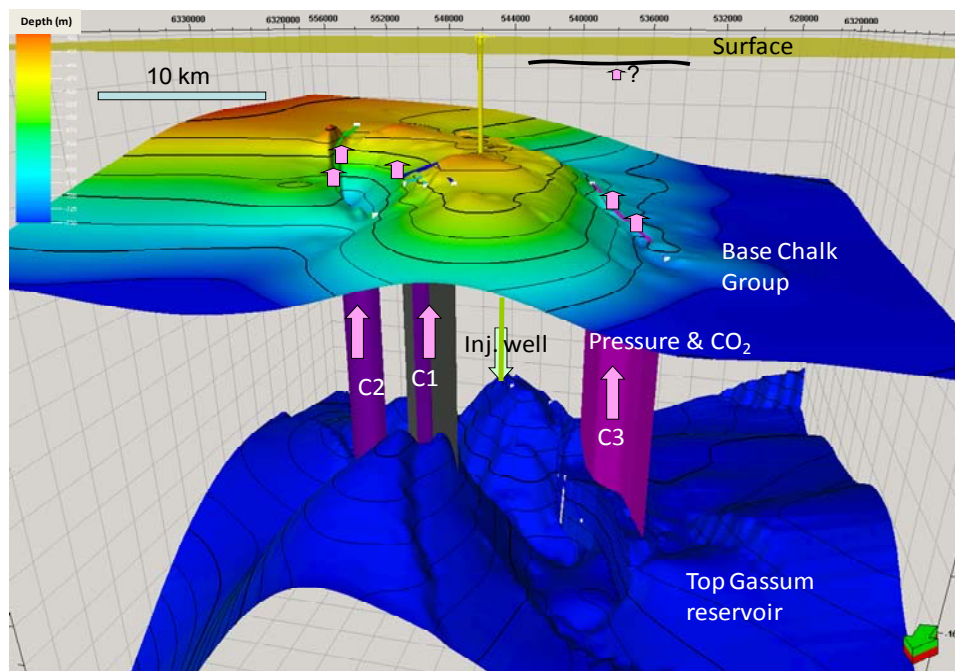 Depth (m)
6330000
6320000
556000
552000
548000
544000
540000
536000
528000
6320000
Surface
?
10 km
Base Chalk
Group
Inj. well
Pressure & CO₂
C2
C1
C3
Top Gassum
reservoir